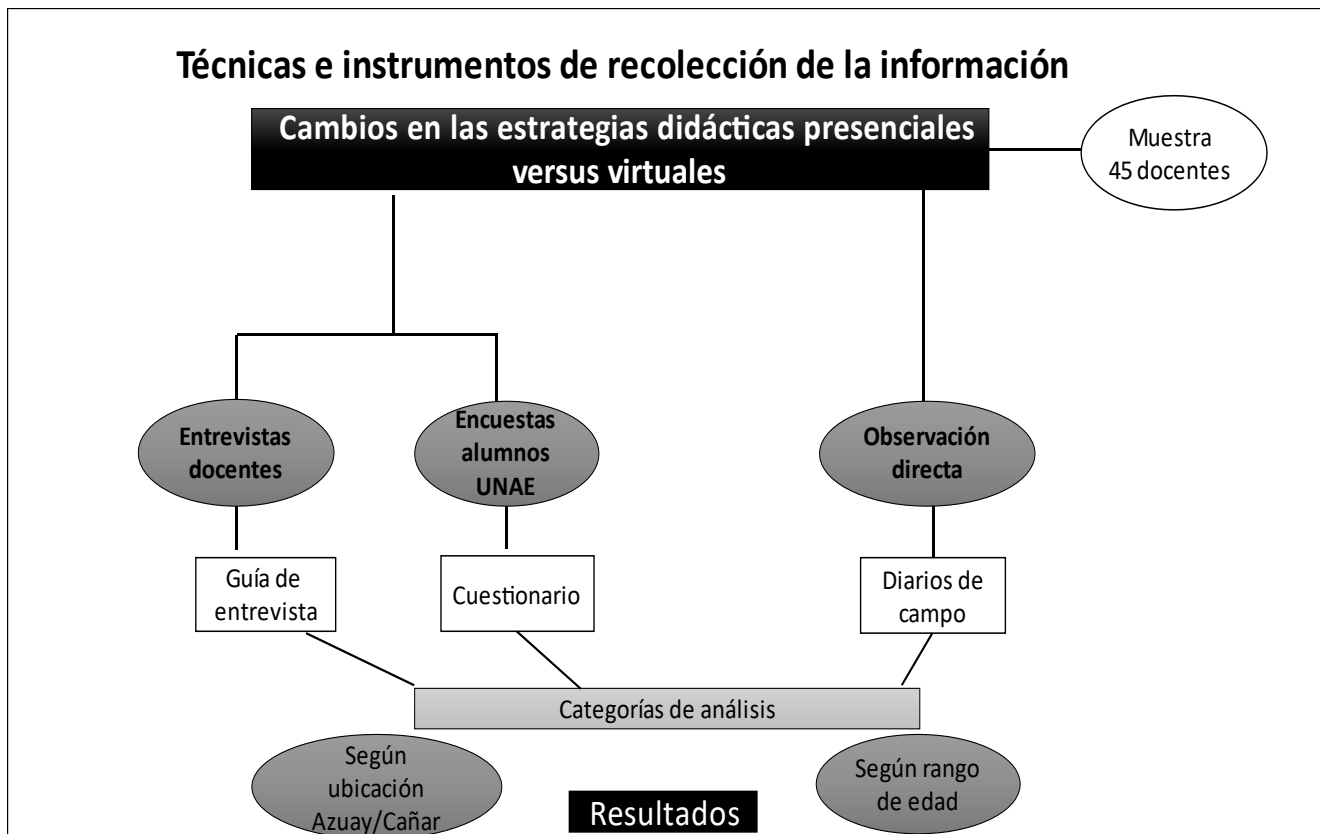 Técnicas e instrumentos de recolección de la información
Cambios en las estrategias didácticas presenciales
versus virtuales
Muestra
45 docentes
Entrevistas
docentes
Encuestas
alumnos
UNAE
Observación
directa
Guía de
entrevista
Cuestionario
Diarios de
campo
Categorías de análisis
Según
ubicación
Azuay/Cañar
Resultados
Según rango
de edad